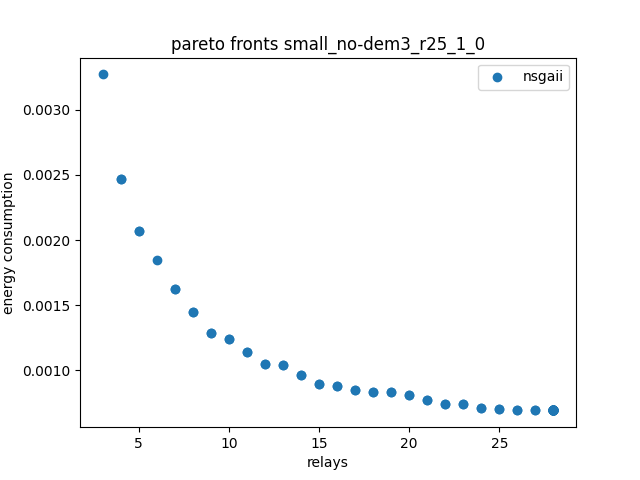 pareto fronts small_no-dem3_r25_1_0
nsgaii
0.0030
0.0025
0.0020
0.0015
0.0010
energy consumption
5
10
15
20
25
relays